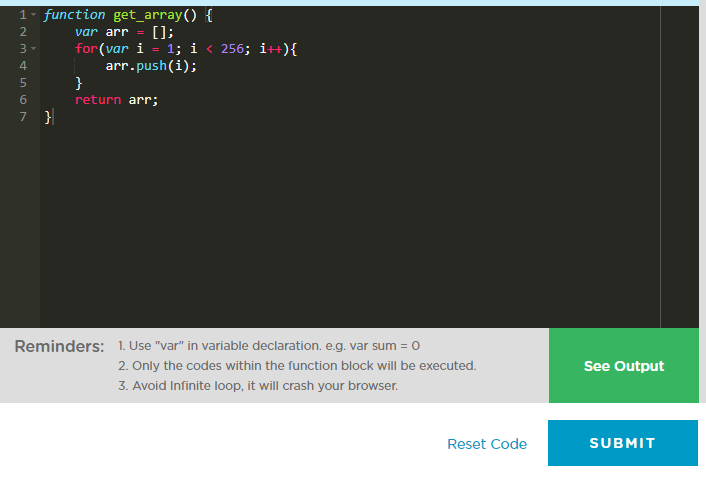 1 function get_array() {
2     var arr = [];
3     for(var i = 1; i < 256; i++){
4         arr.push(i);
5     }
6     return arr;
7 }
Reminders: 1. Use "var" in variable declaration. e.g. var sum = 0
2. Only the codes within the function block will be executed.
3. Avoid Infinite loop, it will crash your browser.
See Output
Reset Code
SUBMIT